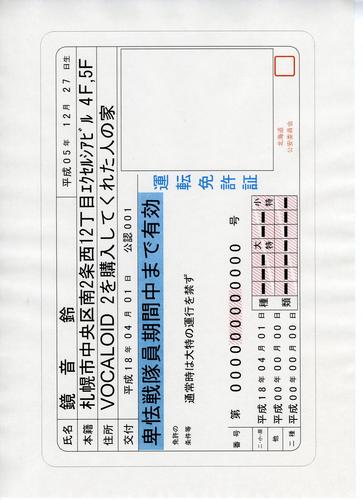 氏名 鏡音 鈴 平成05年 12月 27日生
本籍 札幌市中央区南2条西12丁目ｴｸｾﾙｼｱﾋﾞﾙ 4F,5F
住所 VOCALOID 2を購入してくれた人の家
交付 平成18年 04月 01日 公認001
卑怯戦隊員期間中まで有効
免許の
条件等
通常時は大特の運行を禁ず
運転免許証
番号 第 000000000000 号
二・小・原 平成18年 04月 01日
他 平成00年 00月 00日
二種 平成00年 00月 00日
種類
大特
小特
北海道
公安委員会